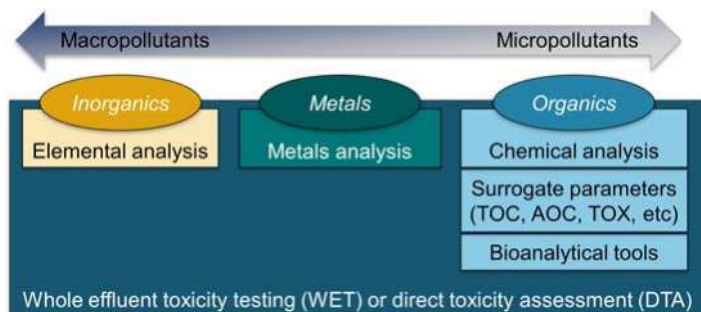 Macropollutants Micropollutants
Inorganics Metals Organics
Elemental analysis Metals analysis Chemical analysis
Surrogate parameters
(TOC, AOC, TOX, etc)
Bioanalytical tools
Whole effluent toxicity testing (WET) or direct toxicity assessment (DTA)